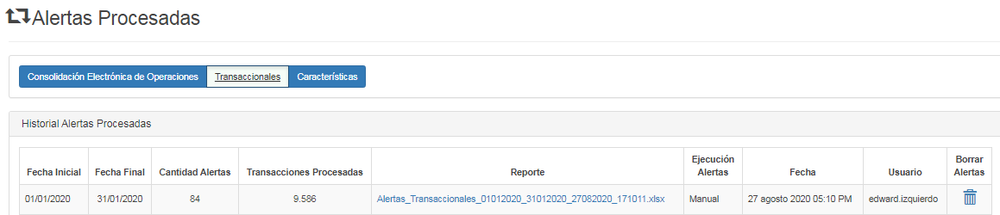 Alertas Procesadas
Consolidación Electrónica de Operaciones Transaccionales Características
Historial Alertas Procesadas
Fecha Inicial Fecha Final Cantidad Alertas Transacciones Procesadas Reporte Ejecución Alertas Fecha Usuario Borrar Alertas
01/01/2020 31/01/2020 84 9.586 Alertas_Transaccionales_01012020_31012020_27082020_171011.xlsx Manual 27 agosto 2020 05:10 PM edward.izquierdo